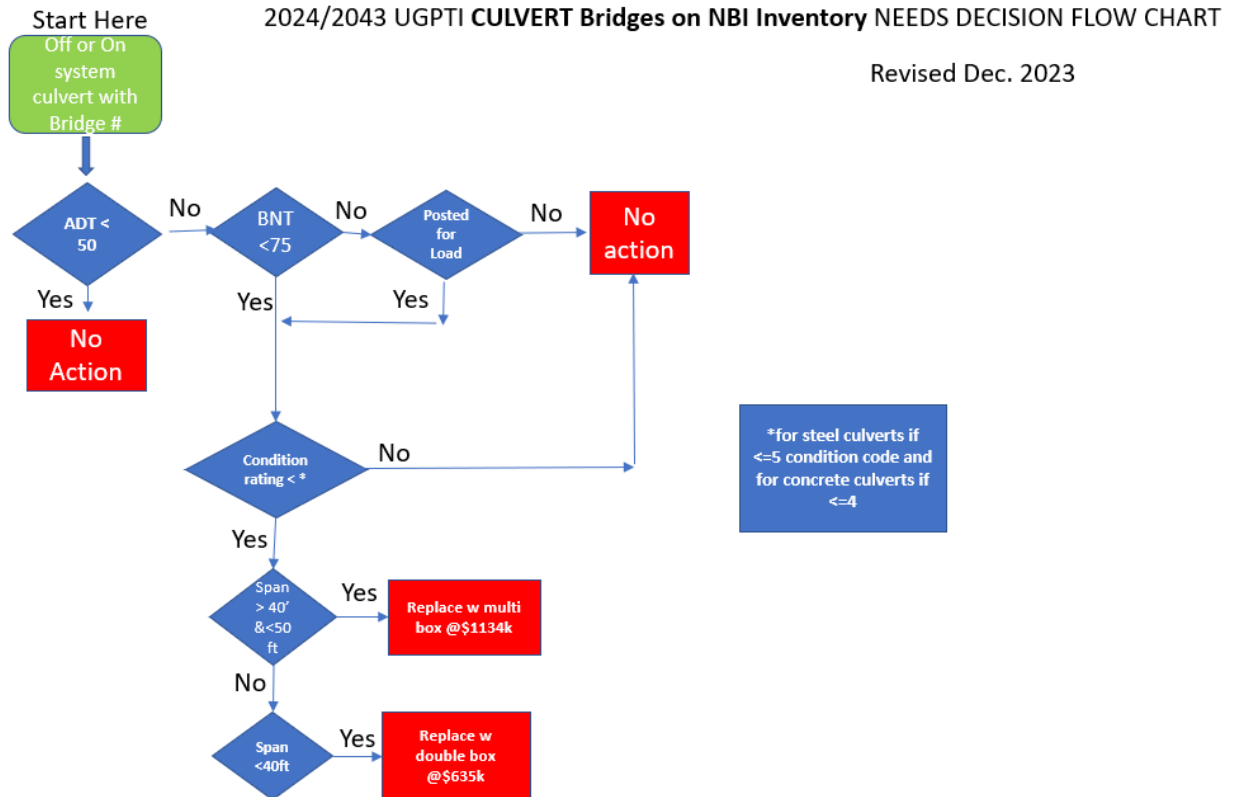 2024/2043 UGPTI CULVERT Bridges on NBI Inventory NEEDS DECISION FLOW CHART
Revised Dec. 2023
Start Here
Off or On
system
culvert with
Bridge #
ADT <
50
No
BNT
<75
No
Posted
for
Load
No
No
action
Yes
No
Action
Yes
Yes
Condition
rating < *
No
*for steel culverts if
<=5 condition code and
for concrete culverts if
<=4
Yes
Span
> 40'
&<50
ft
Yes
Replace w multi
box @$1134k
No
Span
<40ft
Yes
Replace w
double box
@$635k